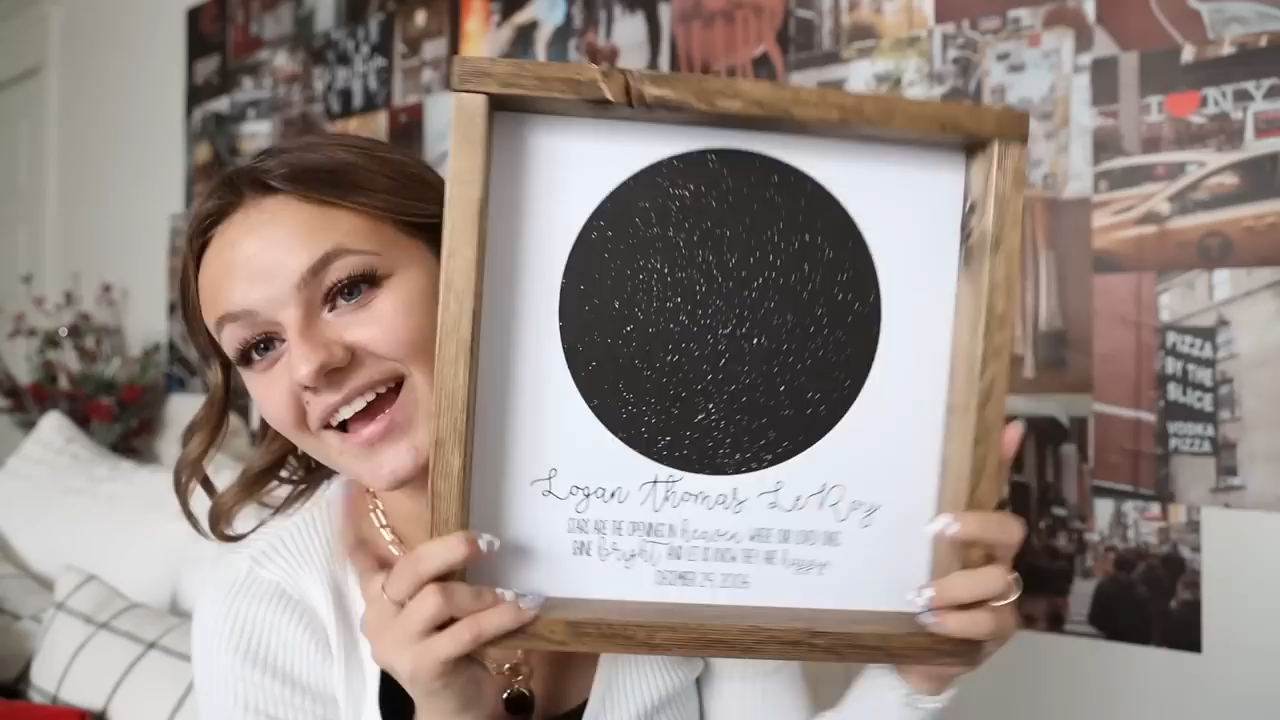 I ❤ NY
PIZZA
BY THE
SLICE
VODKA
PIZZA
Logan Thomas LeRoy
STARS ARE THE OPENINGS IN heaven WHERE OUR LOVED ONES
SHINE bright AND LET US KNOW THEY ARE happy
DECEMBER 29, 2006